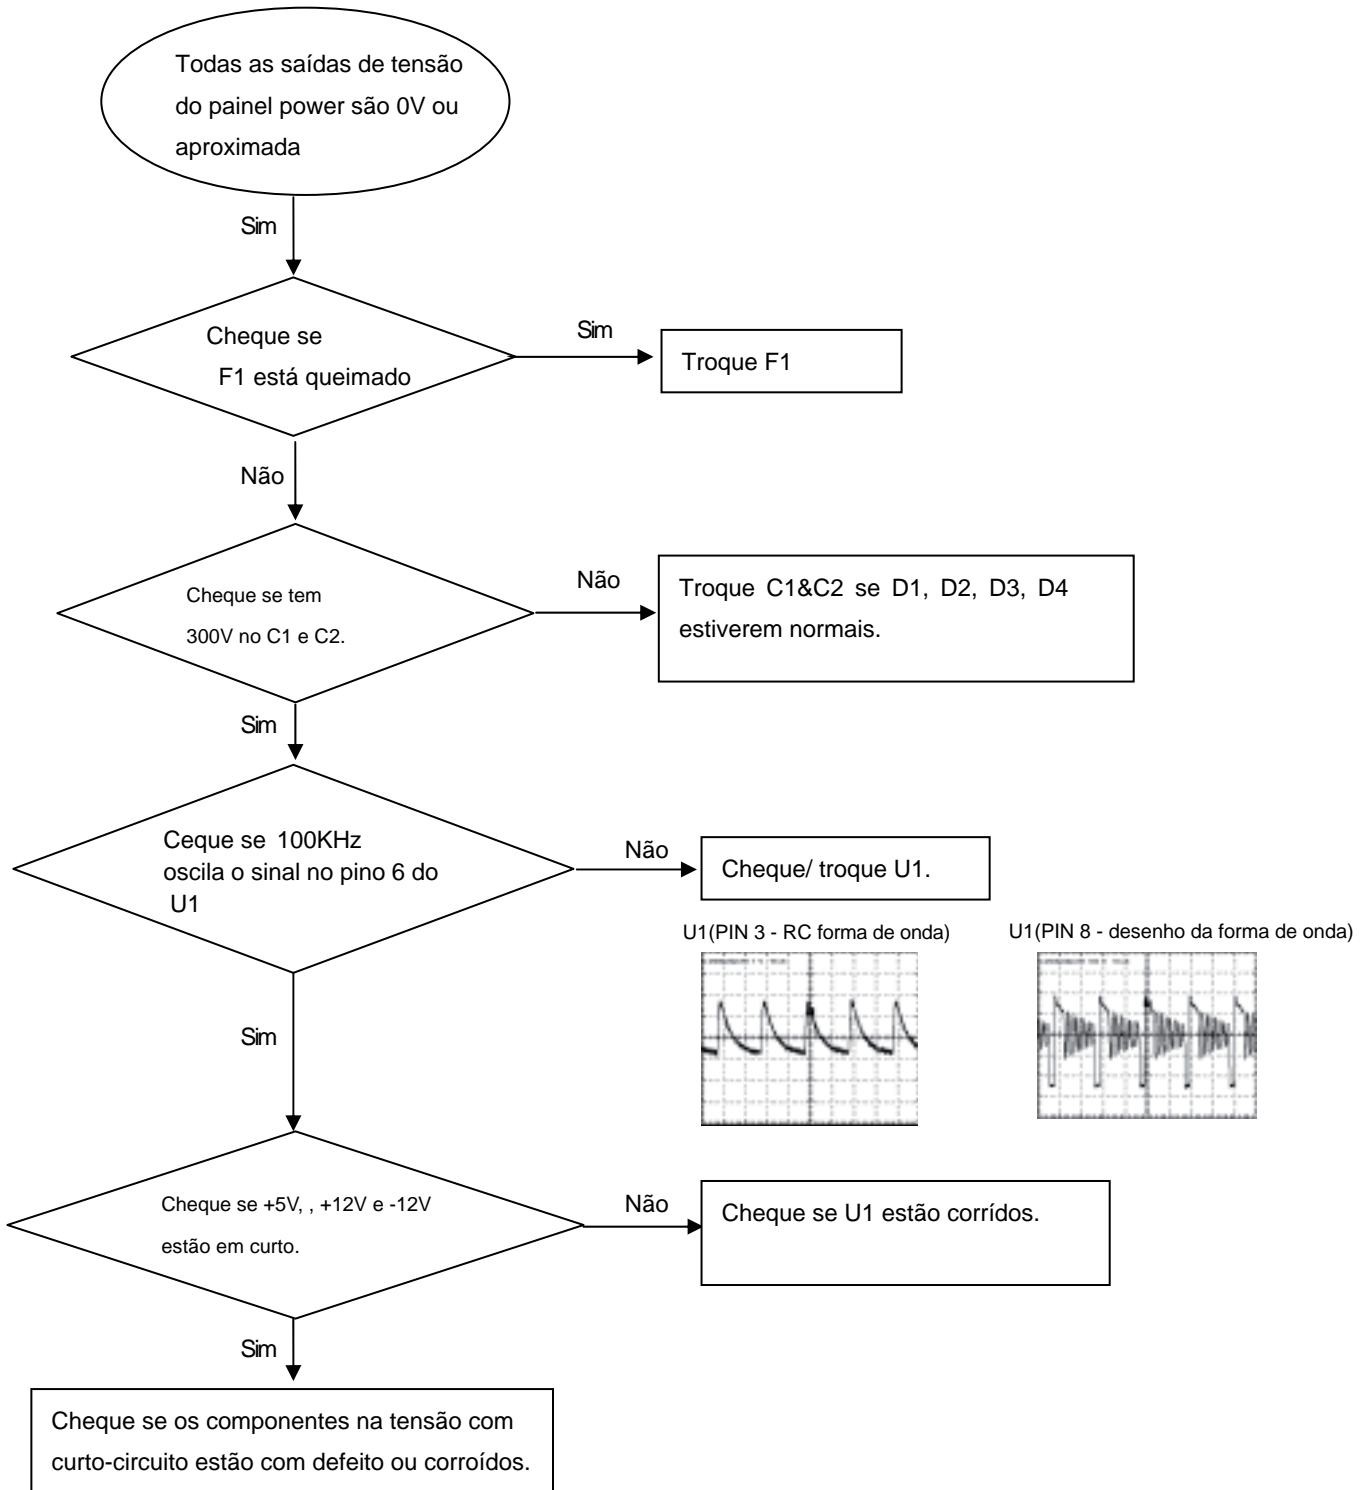 Todas as saídas de tensão
do painel power são 0V ou
aproximada
Sim
Cheque se
F1 está queimado
Sim
Troque F1
Não
Cheque se tem
300V no C1 e C2.
Não
Troque C1&C2 se D1, D2, D3, D4
estiverem normais.
Sim
Ceque se 100KHz
oscila o sinal no pino 6 do
U1
Não
Cheque/ troque U1.
U1(PIN 3 - RC forma de onda)
U1(PIN 8 - desenho da forma de onda)
Sim
Cheque se +5V, , +12V e -12V
estão em curto.
Não
Cheque se U1 estão corrídos.
Sim
Cheque se os componentes na tensão com
curto-circuito estão com defeito ou corroídos.